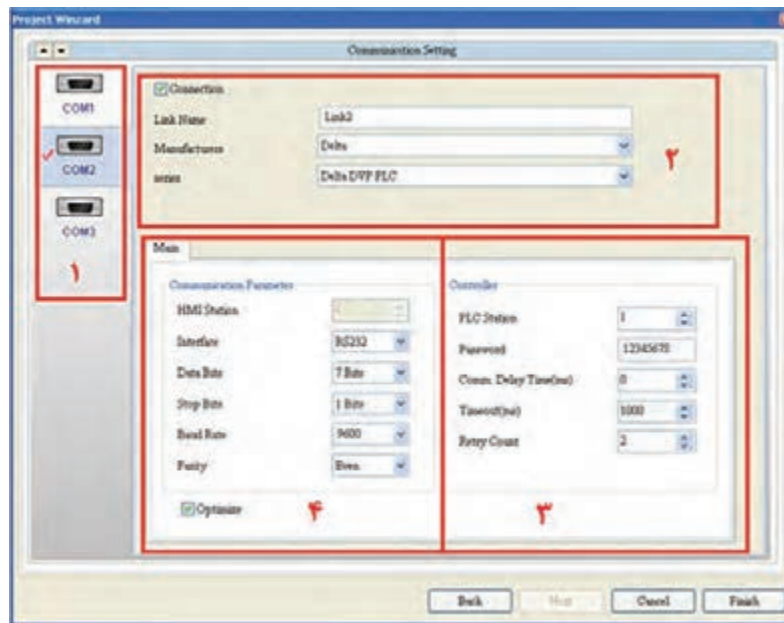 Project Winzard
Communication Setting
COM1
COM2
COM3
۱
Connection
Link Name Link2
Manufacturer Delta
series Delta DVP PLC
۲
Main
Communication Parameter
HMI Station
Interface RS232
Data Bits 7 Bits
Stop Bits 1 Bits
Baud Rate 9600
Parity Even
Optimize
۴
Controller
PLC Station 1
Password 12345678
Comm. Delay Time(ms) 0
Timeout(ms) 1000
Retry Count 2
۳
Back Next Cancel Finish